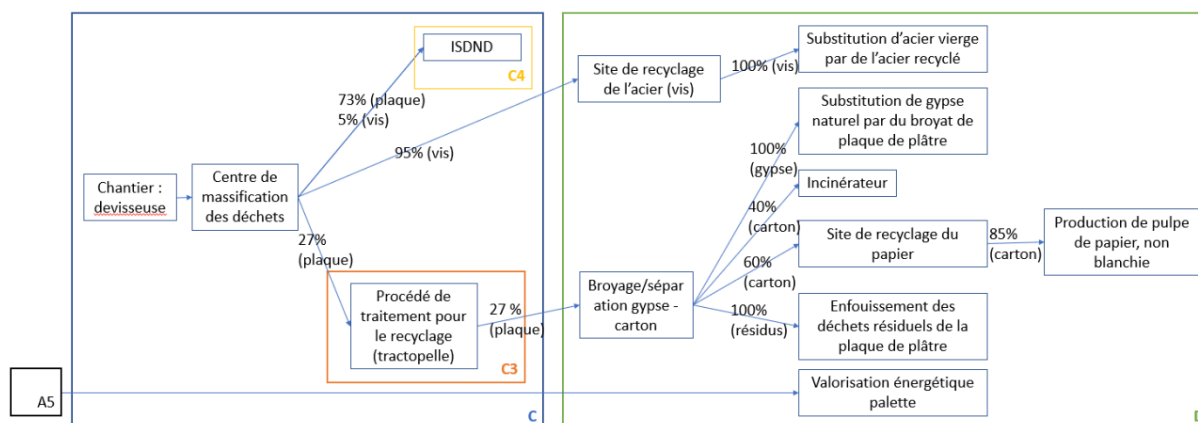 ISDND
C4
73% (plaque)
5% (vis)
95% (vis)
Chantier :
devisseuse
Centre de
massification
des déchets
27%
(plaque)
Procédé de
traitement pour
le recyclage
(tractopelle)
C3
27 %
(plaque)
A5
C
Site de recyclage
de l'acier (vis)
100% (vis)
Substitution d'acier vierge
par de l'acier recyclé
Substitution de gypse
naturel par du broyat de
plaque de plâtre
100%
(gypse)
Incinérateur
40%
(carton)
Site de recyclage du
papier
85%
(carton)
Production de pulpe
de papier, non
blanchie
60%
(carton)
Broyage/sépar
ation gypse -
carton
100%
(résidus)
Enfouissement des
déchets résiduels de la
plaque de plâtre
Valorisation énergétique
palette